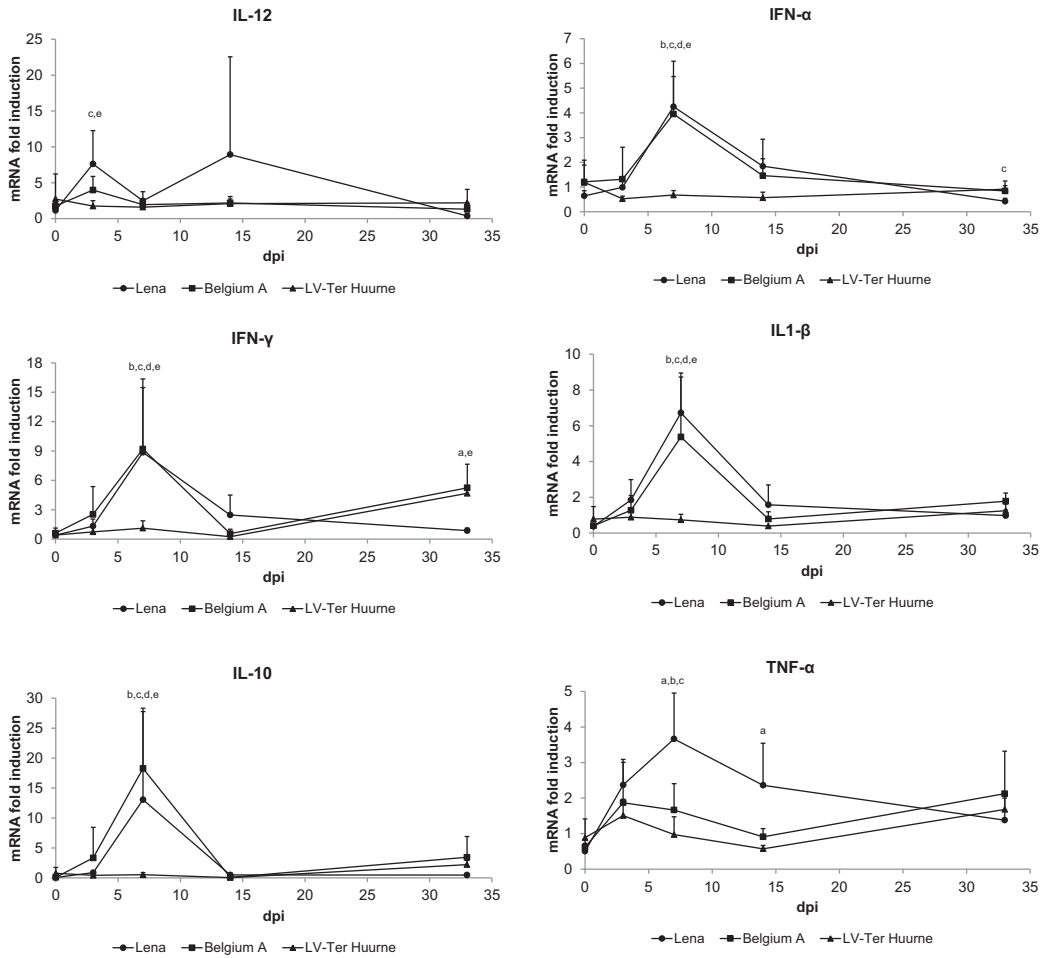 IL-12
mRNA fold induction
25
20
15
10
5
0
c,e
0 5 10 15 20 25 30 35
dpi
Lena Belgium A LV-Ter Huurne
IFN-α
mRNA fold induction
7
6
5
4
3
2
1
0
b,c,d,e
c
0 5 10 15 20 25 30 35
dpi
Lena Belgium A LV-Ter Huurne
IFN-γ
mRNA fold induction
18
15
12
9
6
3
0
b,c,d,e
a,e
0 5 10 15 20 25 30 35
dpi
Lena Belgium A LV-Ter Huurne
IL1-β
mRNA fold induction
10
8
6
4
2
0
b,c,d,e
0 5 10 15 20 25 30 35
dpi
Lena Belgium A LV-Ter Huurne
IL-10
mRNA fold induction
30
25
20
15
10
5
0
b,c,d,e
0 5 10 15 20 25 30 35
dpi
Lena Belgium A LV-Ter Huurne
TNF-α
mRNA fold induction
5
4
3
2
1
0
a,b,c
a
0 5 10 15 20 25 30 35
dpi
Lena Belgium A LV-Ter Huurne